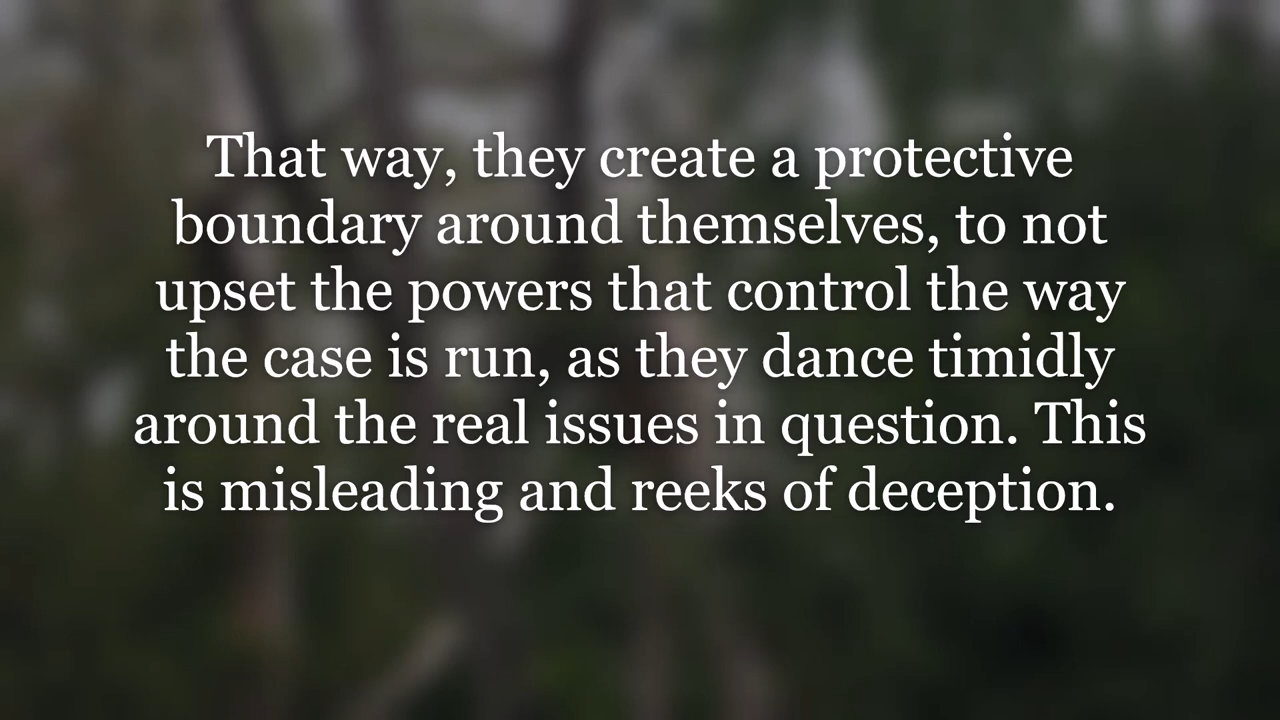 That way, they create a protective
boundary around themselves, to not
upset the powers that control the way
the case is run, as they dance timidly
around the real issues in question. This
is misleading and reeks of deception.